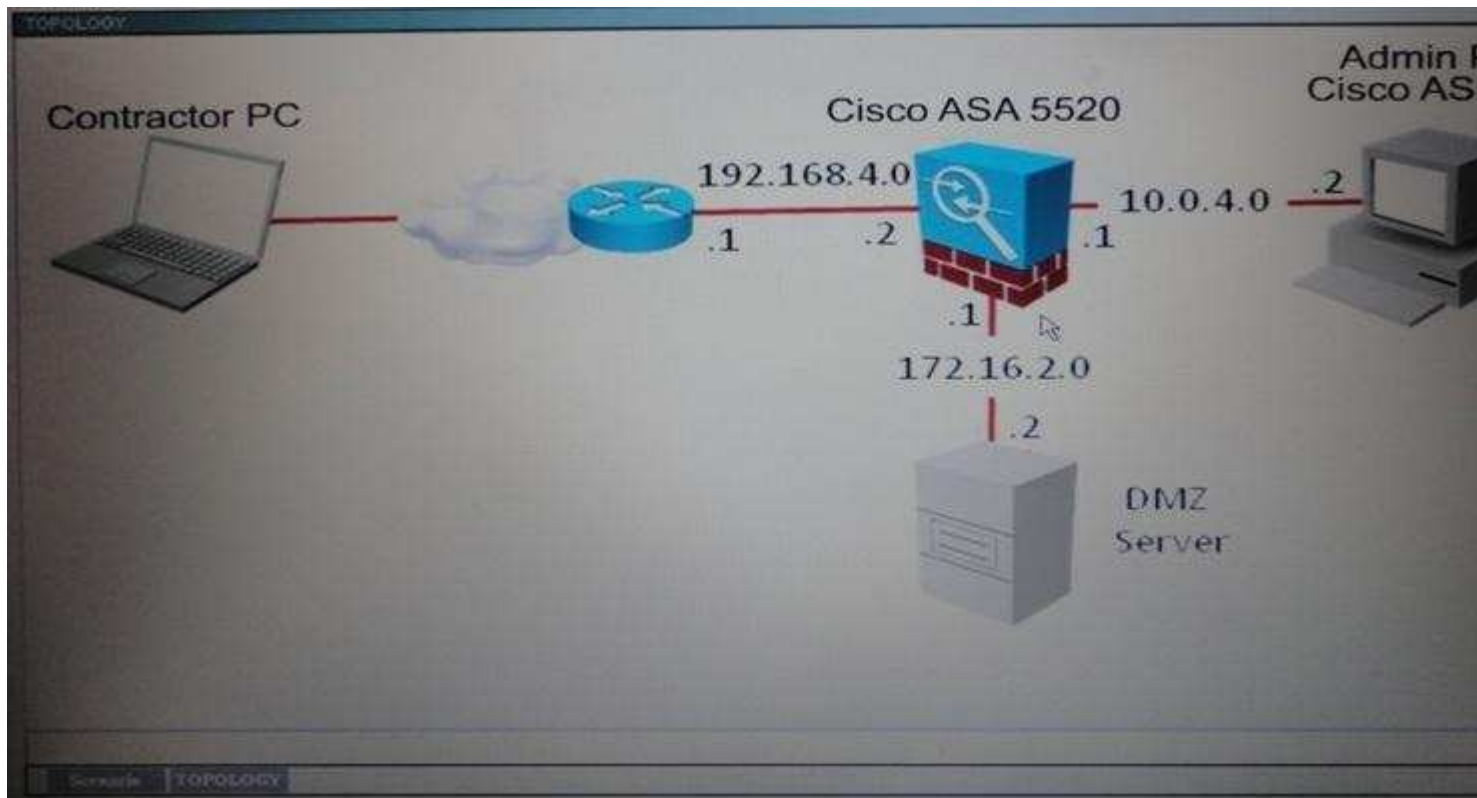 TOPOLOGY
Contractor PC
Cisco ASA 5520
Admin
Cisco AS
192.168.4.0
.1
.2
10.0.4.0
.1
.2
.1
172.16.2.0
.2
DMZ
Server
Scenario
TOPOLOGY